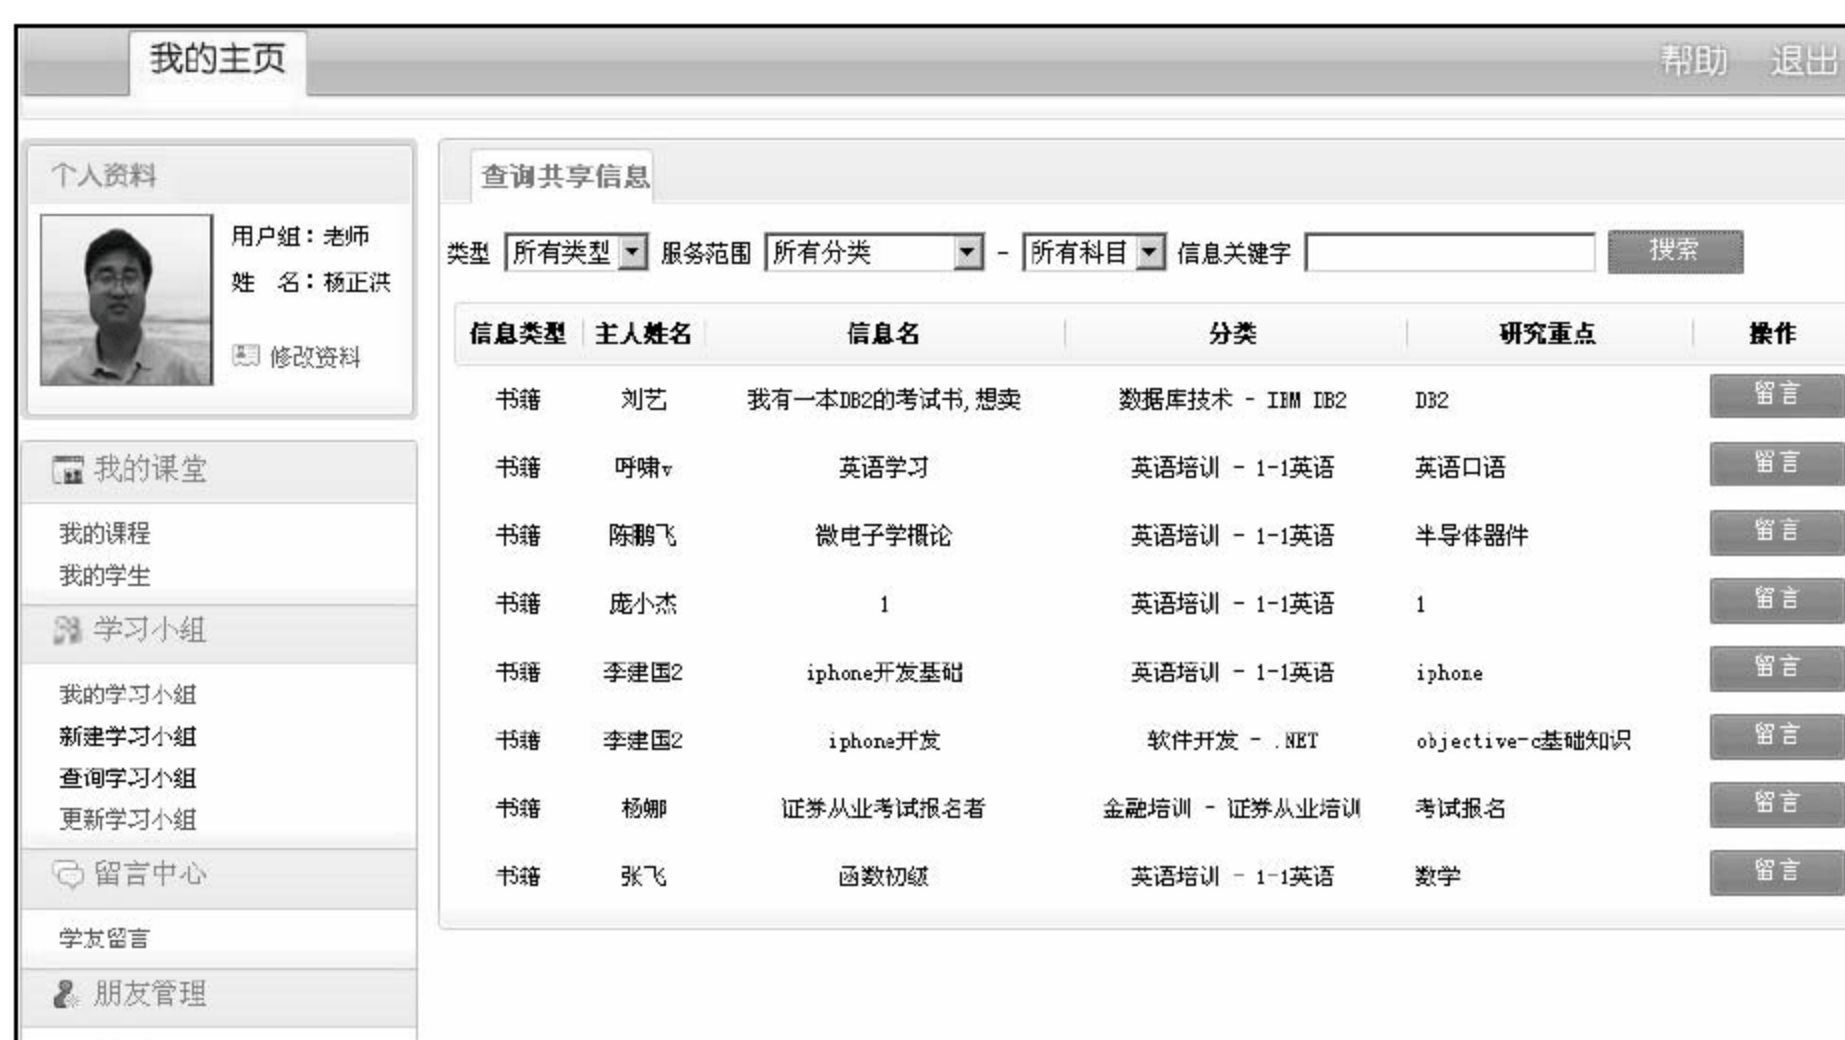 我的主页 帮助 退出
个人资料
用户组：老师
姓 名：杨正洪
修改资料
我的课堂
我的课程
我的学生
学习小组
我的学习小组
新建学习小组
查询学习小组
更新学习小组
留言中心
学友留言
朋友管理
查询共享信息
类型 所有类型 服务范围 所有分类 - 所有科目 信息关键字 搜索
信息类型 主人姓名 信息名 分类 研究重点 操作
书籍 刘艺 我有一本DB2的考试书,想卖 数据库技术 - IBM DB2 DB2 留言
书籍 呼啸v 英语学习 英语培训 - 1-1英语 英语口语 留言
书籍 陈鹏飞 微电子学概论 英语培训 - 1-1英语 半导体器件 留言
书籍 庞小杰 1 英语培训 - 1-1英语 1 留言
书籍 李建国2 iphone开发基础 英语培训 - 1-1英语 iphone 留言
书籍 李建国2 iphone开发 软件开发 - .NET objective-c基础知识 留言
书籍 杨娜 证券从业考试报名者 金融培训 - 证券从业培训 考试报名 留言
书籍 张飞 函数初级 英语培训 - 1-1英语 数学 留言